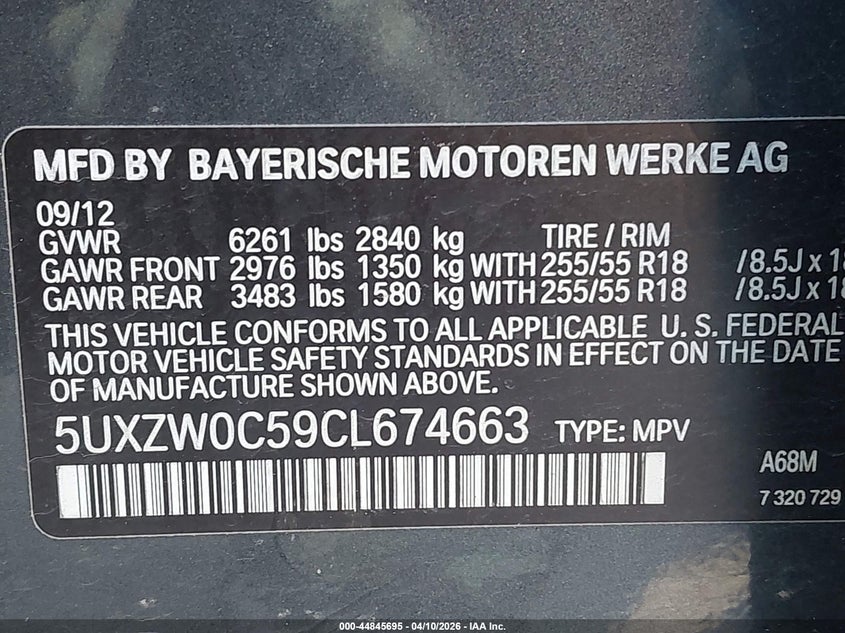 MFD BY BAYERISCHE MOTOREN WERKE AG
09/12
GVWR 6261 lbs 2840 kg TIRE / RIM
GAWR FRONT 2976 lbs 1350 kg WITH 255/55 R18 /8.5J x 18
GAWR REAR 3483 lbs 1580 kg WITH 255/55 R18 /8.5J x 18
THIS VEHICLE CONFORMS TO ALL APPLICABLE U. S. FEDERAL
MOTOR VEHICLE SAFETY STANDARDS IN EFFECT ON THE DATE
OF MANUFACTURE SHOWN ABOVE.
5UXZW0C59CL674663 TYPE: MPV
A68M
7 320 729
000-44845695 - 04/10/2026 - IAA Inc.